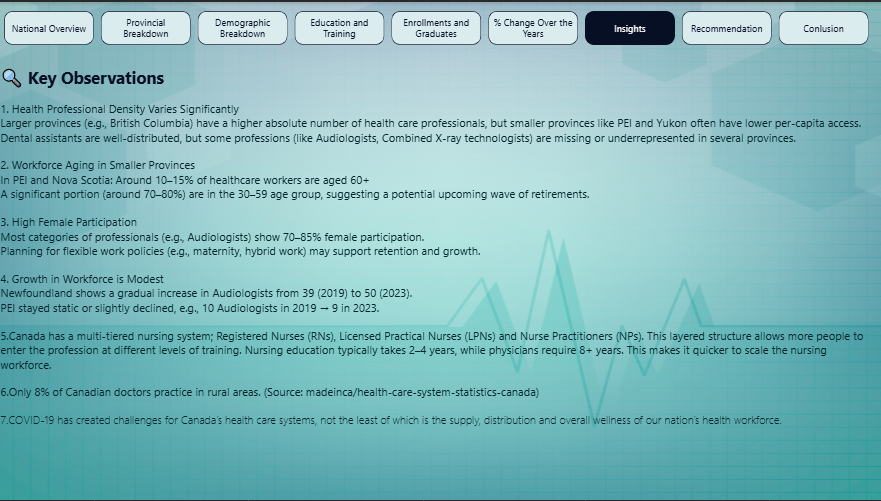 National Overview
Provincial Breakdown
Demographic Breakdown
Education and Training
Enrollments and Graduates
% Change Over the Years
Insights
Recommendation
Conlusion
Key Observations
1. Health Professional Density Varies Significantly
Larger provinces (e.g., British Columbia) have a higher absolute number of health care professionals, but smaller provinces like PEI and Yukon often have lower per-capita access.
Dental assistants are well-distributed, but some professions (like Audiologists, Combined X-ray technologists) are missing or underrepresented in several provinces.
2. Workforce Aging in Smaller Provinces
In PEI and Nova Scotia: Around 10–15% of healthcare workers are aged 60+
A significant portion (around 70–80%) are in the 30–59 age group, suggesting a potential upcoming wave of retirements.
3. High Female Participation
Most categories of professionals (e.g., Audiologists) show 70–85% female participation.
Planning for flexible work policies (e.g., maternity, hybrid work) may support retention and growth.
4. Growth in Workforce is Modest
Newfoundland shows a gradual increase in Audiologists from 39 (2019) to 50 (2023).
PEI stayed static or slightly declined, e.g., 10 Audiologists in 2019 → 9 in 2023.
5.Canada has a multi-tiered nursing system; Registered Nurses (RNs), Licensed Practical Nurses (LPNs) and Nurse Practitioners (NPs). This layered structure allows more people to
enter the profession at different levels of training. Nursing education typically takes 2–4 years, while physicians require 8+ years. This makes it quicker to scale the nursing
workforce.
6.Only 8% of Canadian doctors practice in rural areas. (Source: madeinca/health-care-system-statistics-canada)
7.COVID-19 has created challenges for Canada's health care systems, not the least of which is the supply, distribution and overall wellness of our nation's health workforce.